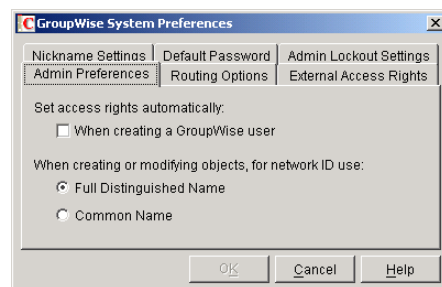 GroupWise System Preferences
Nickname Settings Default Password Admin Lockout Settings
Admin Preferences Routing Options External Access Rights
Set access rights automatically:
When creating a GroupWise user
When creating or modifying objects, for network ID use:
Full Distinguished Name
Common Name
OK Cancel Help